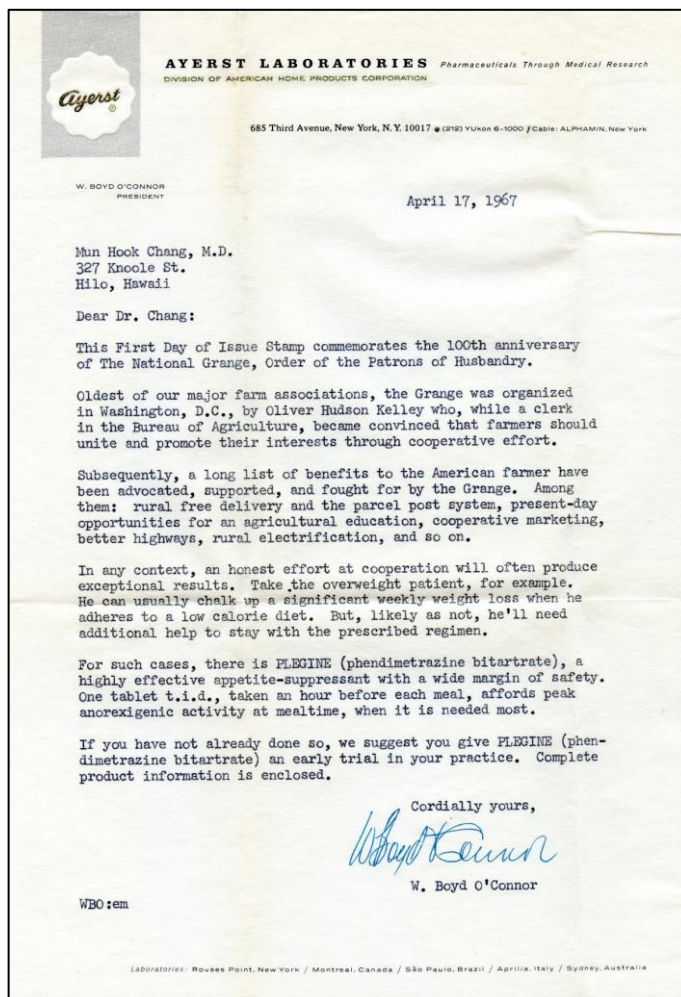 Ayerst
®
AYERST LABORATORIES Pharmaceuticals Through Medical Research
DIVISION OF AMERICAN HOME PRODUCTS CORPORATION
685 Third Avenue, New York, N.Y. 10017 • (212) YUkon 6-1000 / Cable: ALPHAMIN, New York
W. BOYD O'CONNOR
PRESIDENT
April 17, 1967
Mun Hook Chang, M.D.
327 Knoole St.
Hilo, Hawaii
Dear Dr. Chang:
This First Day of Issue Stamp commemorates the 100th anniversary
of The National Grange, Order of the Patrons of Husbandry.
Oldest of our major farm associations, the Grange was organized
in Washington, D.C., by Oliver Hudson Kelley who, while a clerk
in the Bureau of Agriculture, became convinced that farmers should
unite and promote their interests through cooperative effort.
Subsequently, a long list of benefits to the American farmer have
been advocated, supported, and fought for by the Grange. Among
them: rural free delivery and the parcel post system, present-day
opportunities for an agricultural education, cooperative marketing,
better highways, rural electrification, and so on.
In any context, an honest effort at cooperation will often produce
exceptional results. Take the overweight patient, for example.
He can usually chalk up a significant weekly weight loss when he
adheres to a low calorie diet. But, likely as not, he'll need
additional help to stay with the prescribed regimen.
For such cases, there is PLEGINE (phendimetrazine bitartrate), a
highly effective appetite-suppressant with a wide margin of safety.
One tablet t.i.d., taken an hour before each meal, affords peak
anorexigenic activity at mealtime, when it is needed most.
If you have not already done so, we suggest you give PLEGINE (phen-
dimetrazine bitartrate) an early trial in your practice. Complete
product information is enclosed.
Cordially yours,
W Boyd O'Connor
W. Boyd O'Connor
WBO:em
Laboratories: Rouses Point, New York / Montreal, Canada / São Paulo, Brazil / Aprilia, Italy / Sydney, Australia